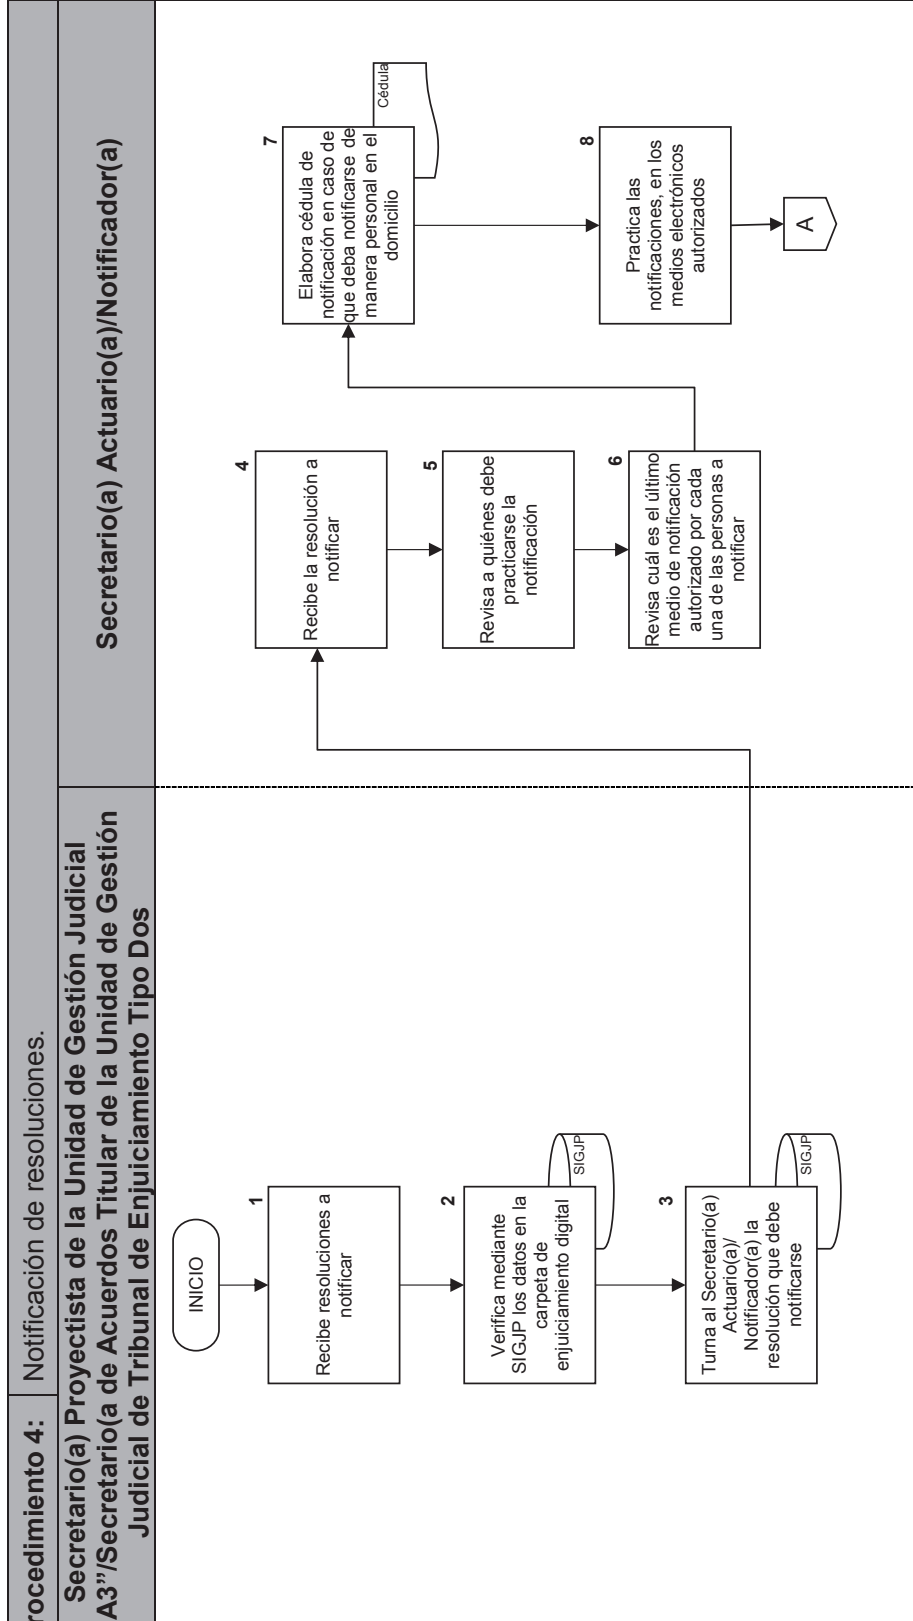 rocedimiento 4:
Notificación de resoluciones.
Secretario(a) Proyectista de la Unidad de Gestión Judicial
A3”/Secretario(a de Acuerdos Titular de la Unidad de Gestión
Judicial de Tribunal de Enjuiciamiento Tipo Dos
Secretario(a) Actuario(a)/Notificador(a)
INICIO
1
Recibe resoluciones a
notificar
2
Verifica mediante
SIGJP los datos en la
carpeta de
enjuiciamiento digital
SIGJP
3
Turna al Secretario(a)
Actuario(a)/
Notificador(a) la
resolución que debe
notificarse
SIGJP
4
Recibe la resolución a
notificar
5
Revisa a quiénes debe
practicarse la
notificación
6
Revisa cuál es el último
medio de notificación
autorizado por cada
una de las personas a
notificar
7
Elabora cédula de
notificación en caso de
que deba notificarse de
manera personal en el
domicilio
Cédula
8
Practica las
notificaciones, en los
medios electrónicos
autorizados
A